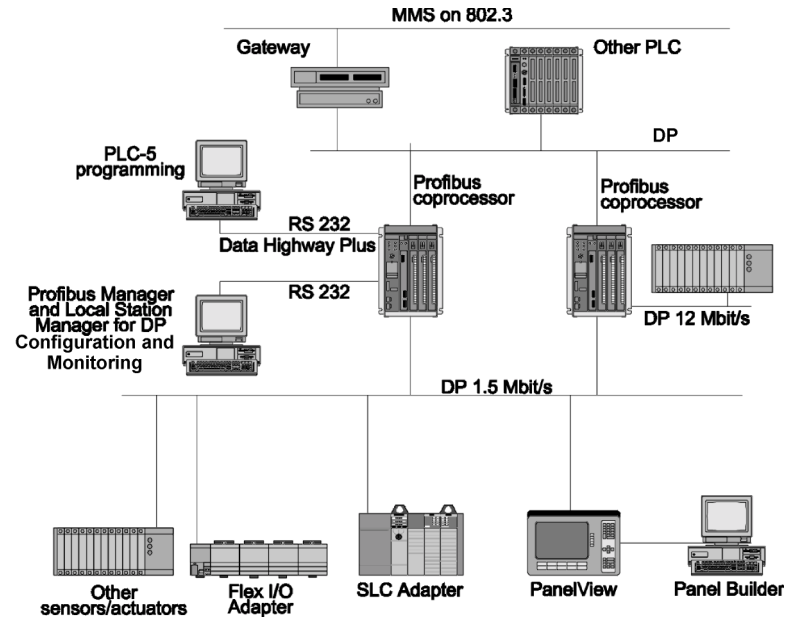 MMS on 802.3
Gateway
Other PLC
DP
PLC-5
programming
Profibus
coprocessor
Profibus
coprocessor
RS 232
Data Highway Plus
RS 232
Profibus Manager
and Local Station
Manager for DP
Configuration and
Monitoring
DP 12 Mbit/s
DP 1.5 Mbit/s
Other
sensors/actuators
Flex I/O
Adapter
SLC Adapter
PanelView
Panel Builder